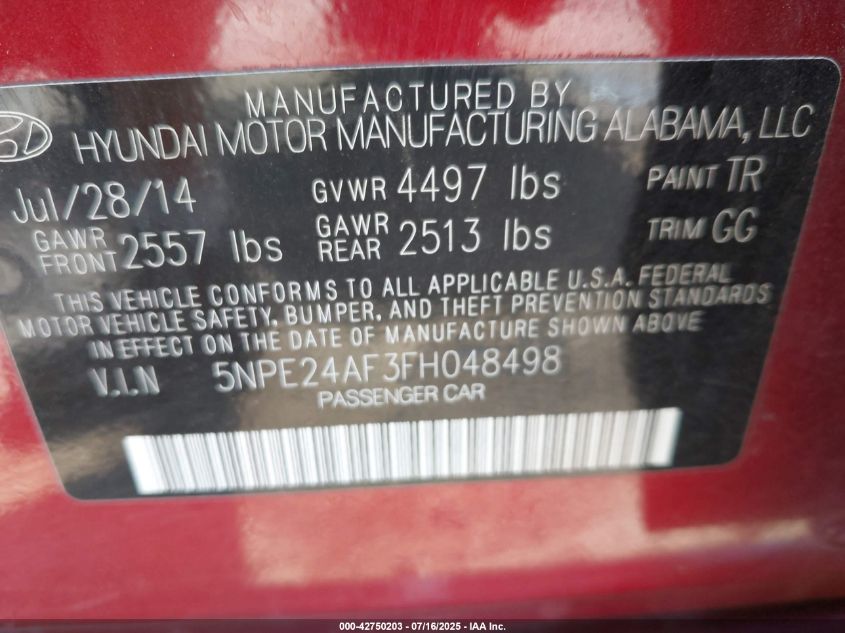 MANUFACTURED BY
HYUNDAI MOTOR MANUFACTURING ALABAMA, LLC
Jul/28/14 GVWR 4497 lbs PAINT TR
GAWR FRONT 2557 lbs GAWR REAR 2513 lbs TRIM GG
THIS VEHICLE CONFORMS TO ALL APPLICABLE U.S.A. FEDERAL
MOTOR VEHICLE SAFETY, BUMPER, AND THEFT PREVENTION STANDARDS
IN EFFECT ON THE DATE OF MANUFACTURE SHOWN ABOVE
V.I.N 5NPE24AF3FH048498
PASSENGER CAR
000-42750203 - 07/16/2025 - IAA Inc.